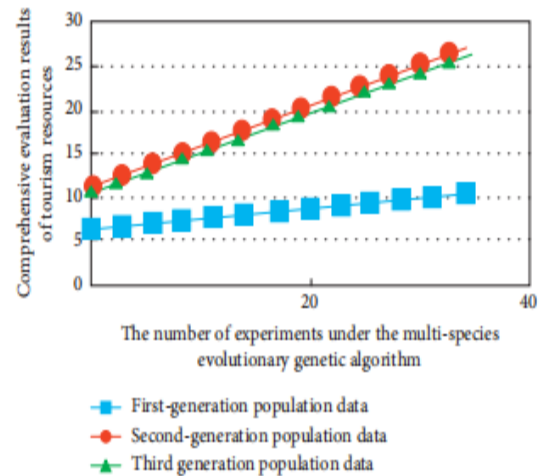 Comprehensive evaluation results
of tourism resources
30
25
20
15
10
5
0
20
40
The number of experiments under the multi-species
evolutionary genetic algorithm
First-generation population data
Second-generation population data
Third generation population data